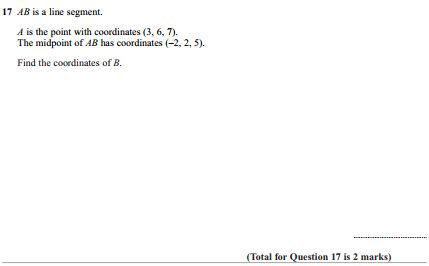 17 AB is a line segment.
A is the point with coordinates (3, 6, 7).
The midpoint of AB has coordinates (–2, 2, 5).
Find the coordinates of B.
(Total for Question 17 is 2 marks)